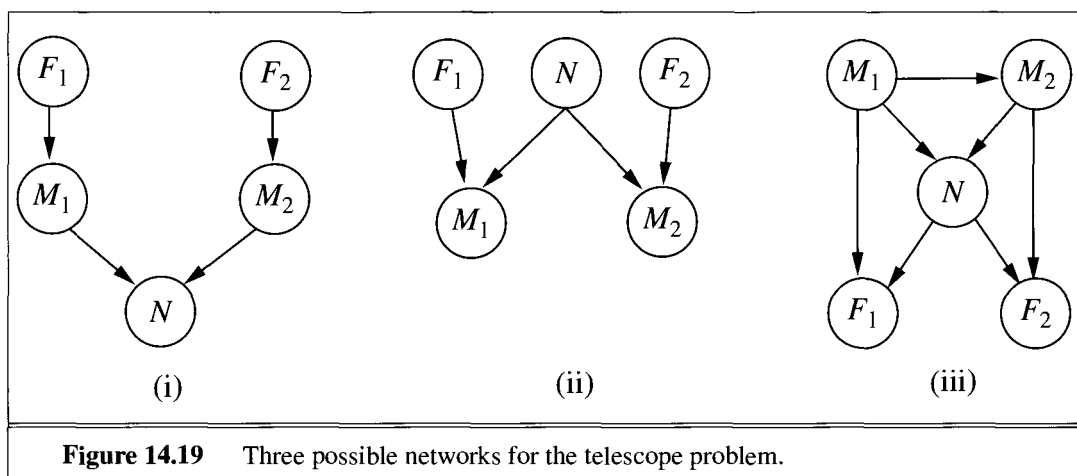 F1 F2 F1 N F2 M1 M2
M1 M2 M1 M2 N
N F1 F2
(i) (ii) (iii)
Figure 14.19 Three possible networks for the telescope problem.